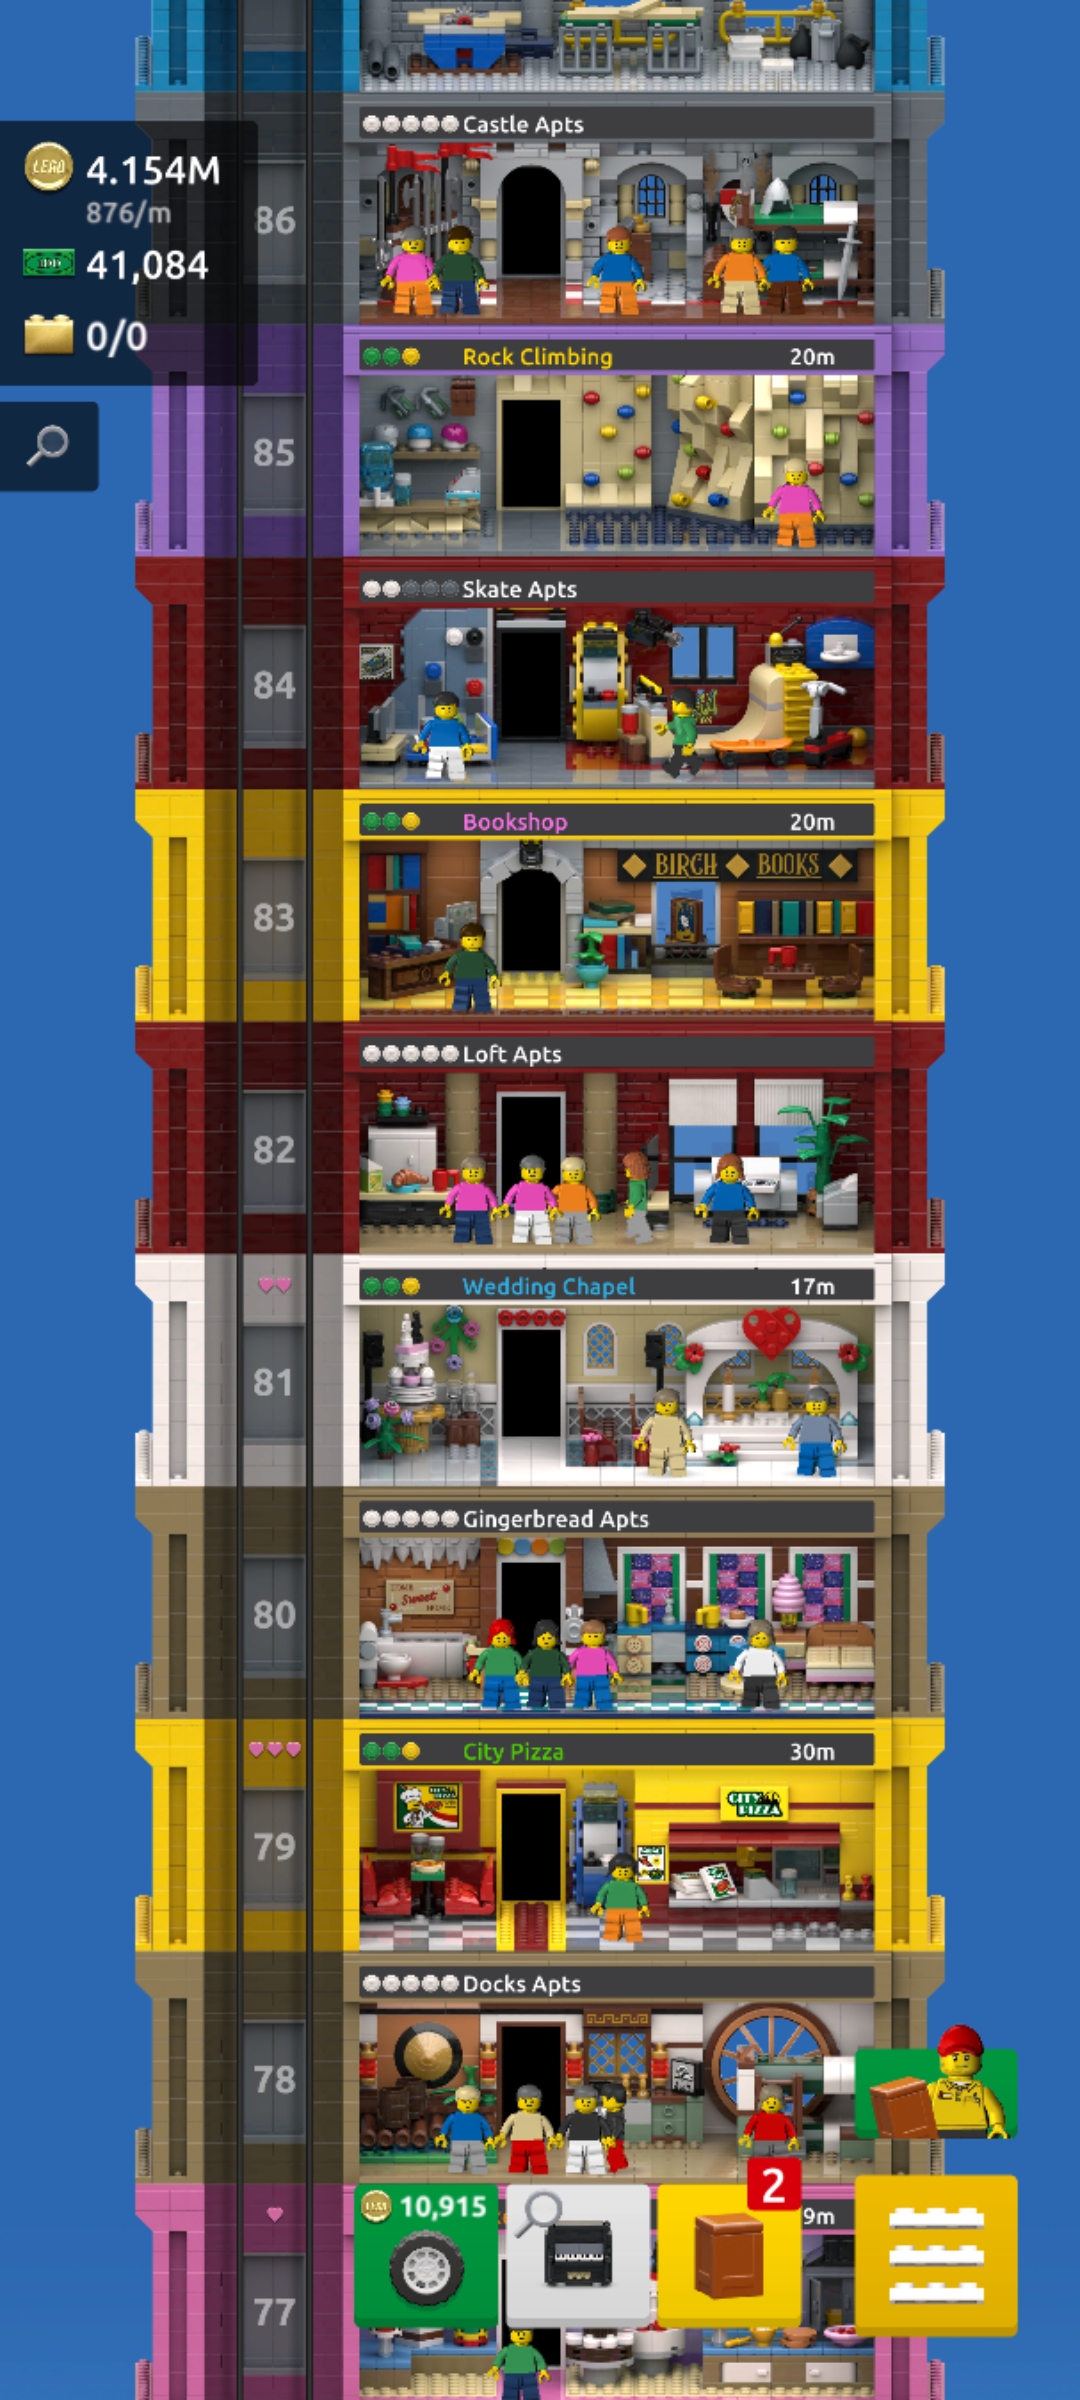 Castle Apts
LEGO 4.154M
876/m
41,084
0/0
86
Rock Climbing 20m
85
Skate Apts
84
Bookshop 20m
BIRCH BOOKS
83
Loft Apts
82
Wedding Chapel 17m
81
Gingerbread Apts
COME
Sweet
80
City Pizza 30m
CITY PIZZA
79
Docks Apts
78
2
10,915
9m
77